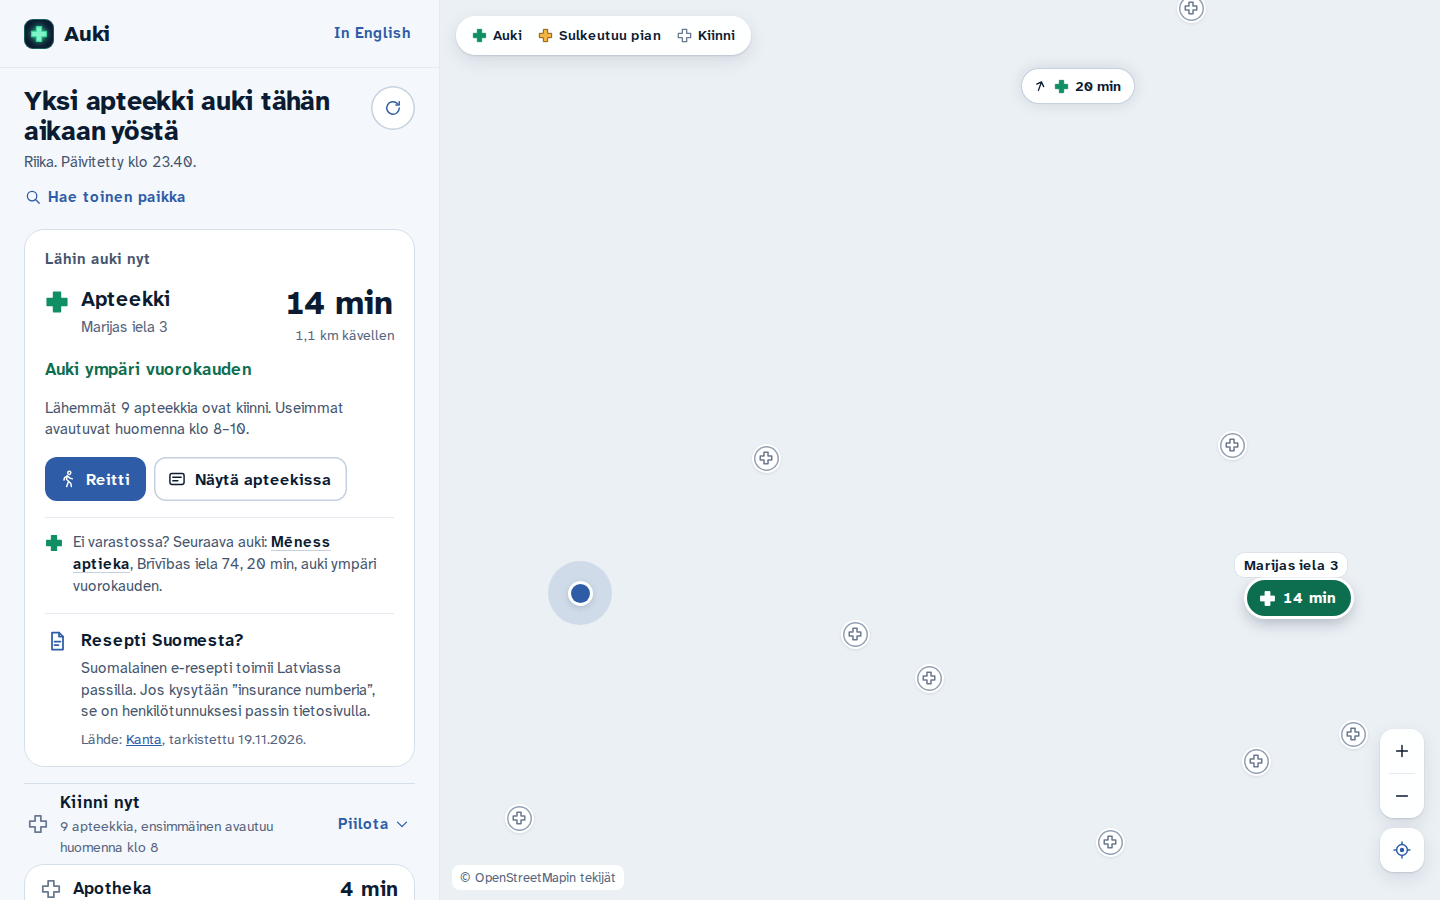 Auki
In English
Yksi apteekki auki tähän
aikaan yöstä
Riika. Päivitetty klo 23.40.
Hae toinen paikka
Lähin auki nyt
Apteekki
14 min
Marijas iela 3
1,1 km kävellen
Auki ympäri vuorokauden
Lähemmät 9 apteekkia ovat kiinni. Useimmat
avautuvat huomenna klo 8–10.
Reitti
Näytä apteekissa
Ei varastossa? Seuraava auki: Mēness
aptieka, Brīvības iela 74, 20 min, auki ympäri
vuorokauden.
Resepti Suomesta?
Suomalainen e-resepti toimii Latviassa
passilla. Jos kysytään ”insurance numberia”,
se on henkilötunnuksesi passin tietosivulla.
Lähde: Kanta, tarkistettu 19.11.2026.
Kiinni nyt
9 apteekkia, ensimmäinen avautuu
huomenna klo 8
Piilota
Apotheka
4 min
Auki
Sulkeutuu pian
Kiinni
20 min
Marijas iela 3
14 min
© OpenStreetMapin tekijät